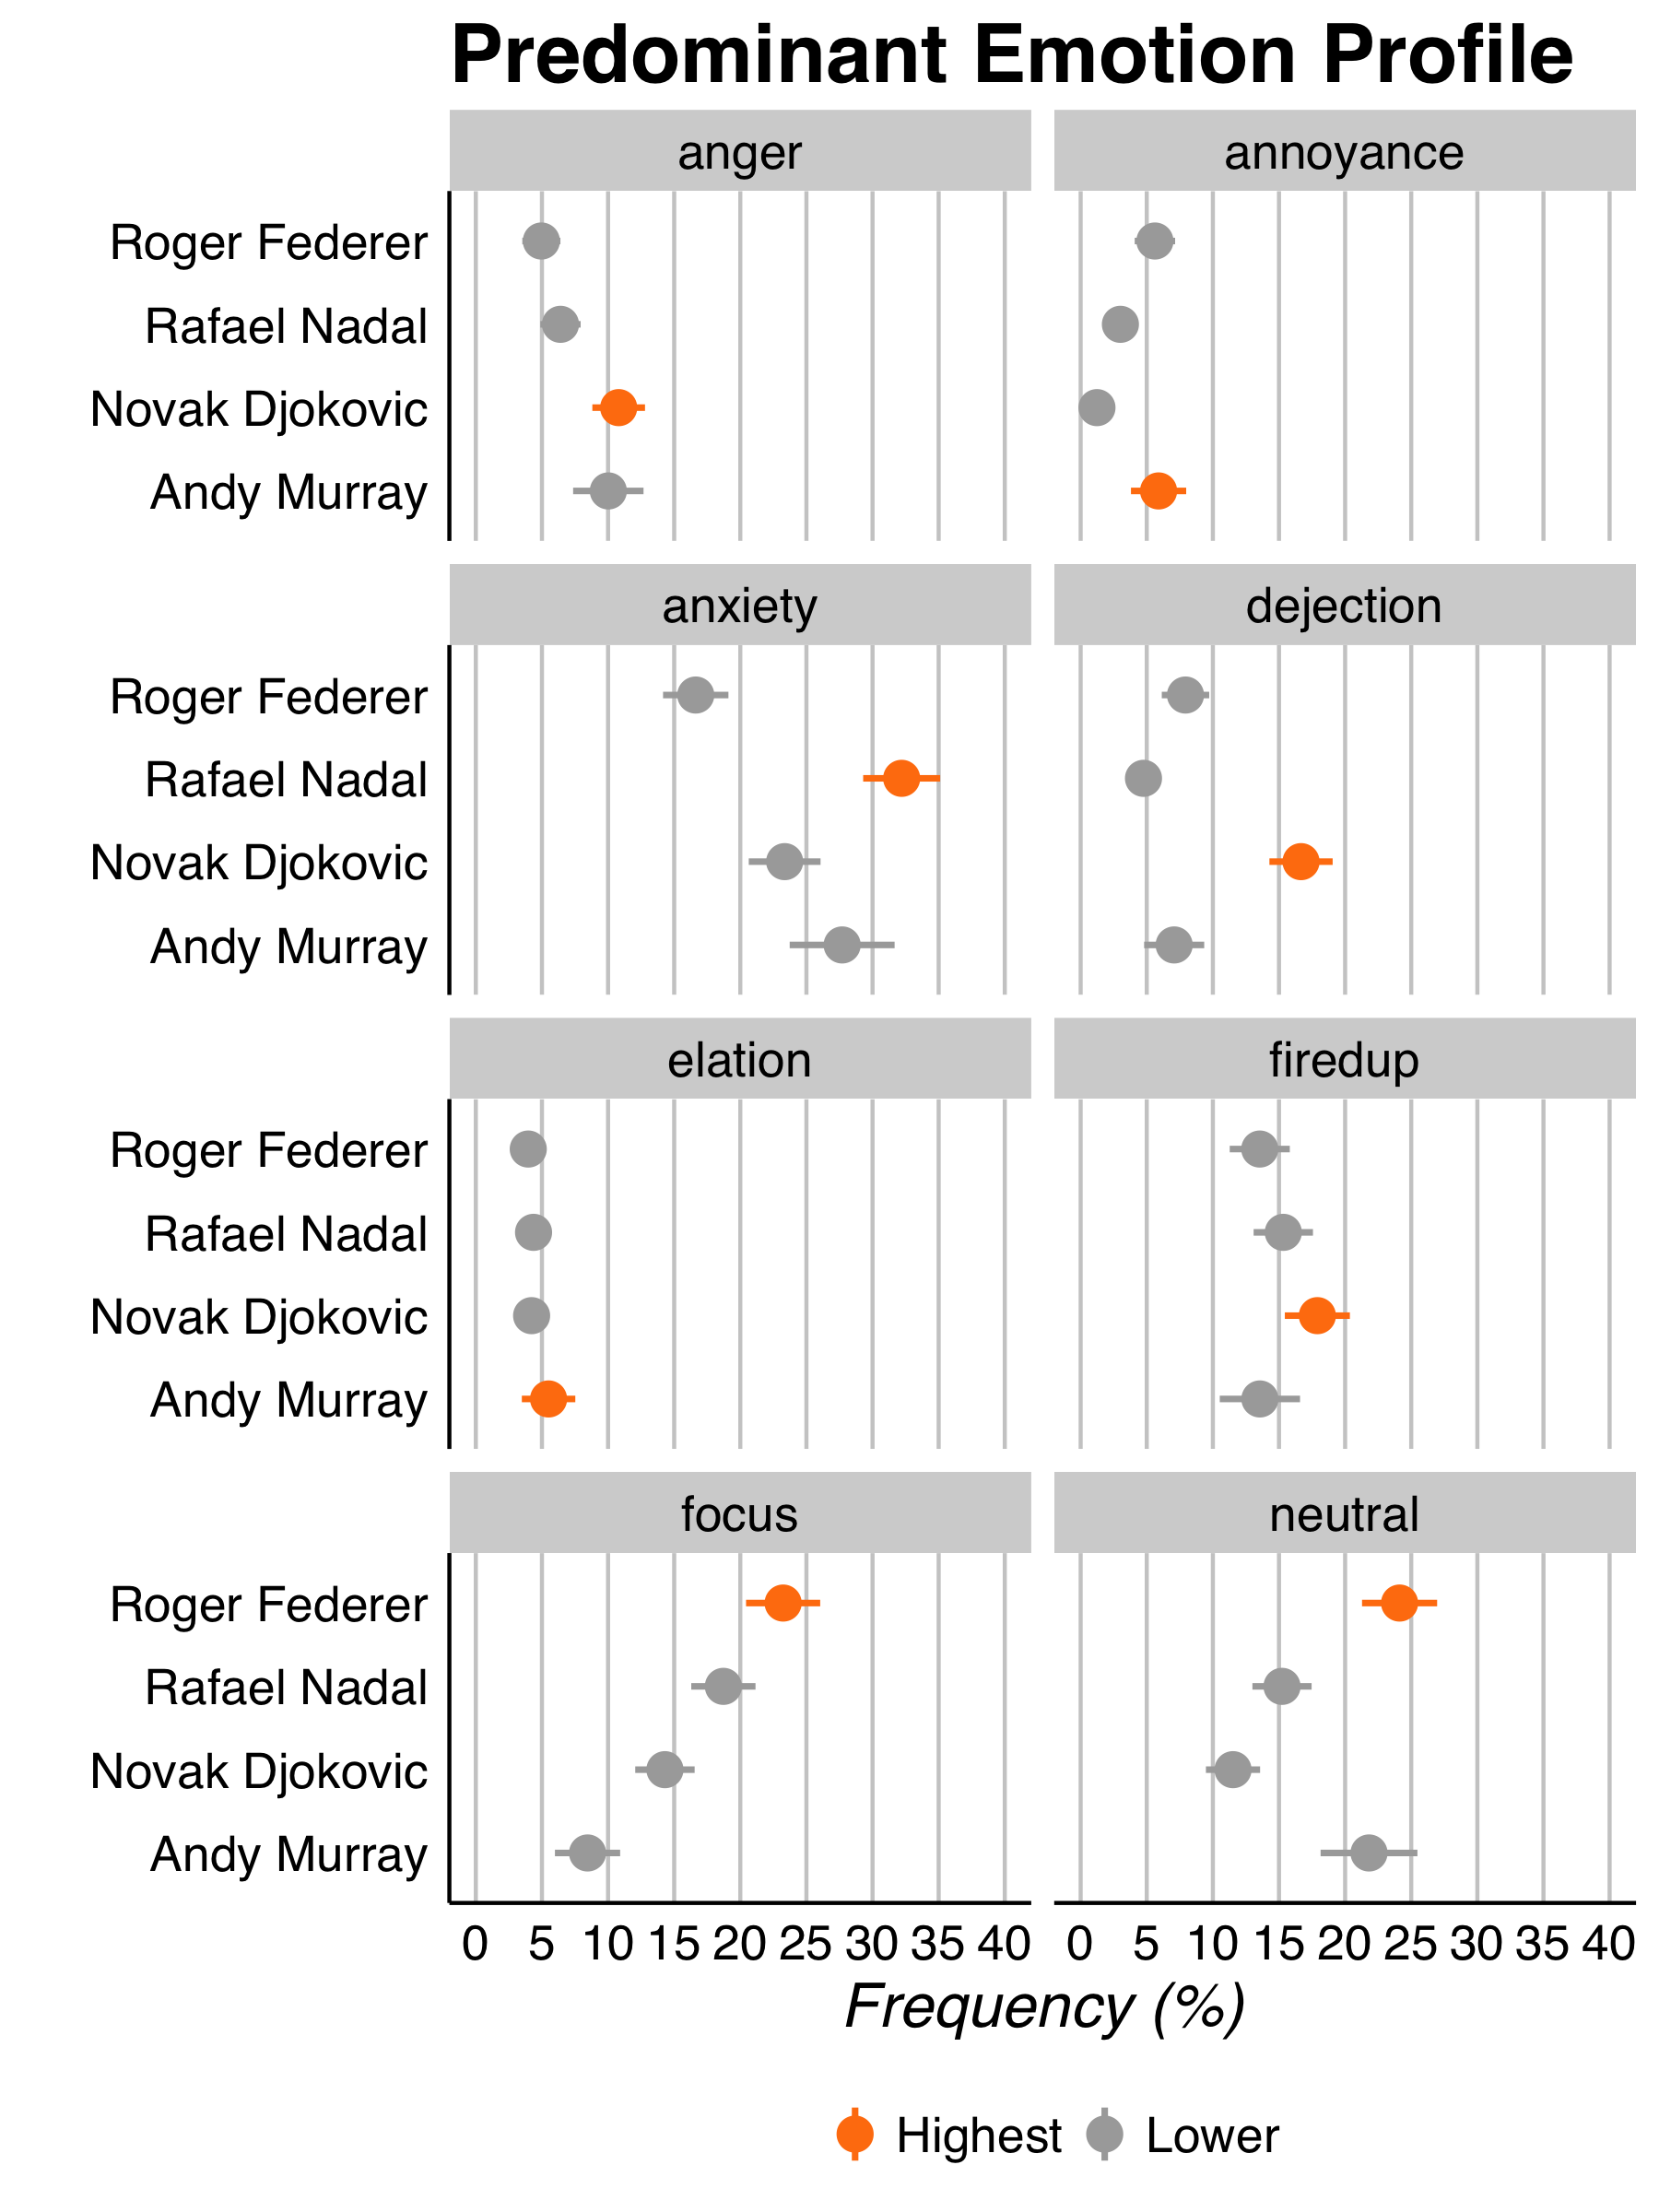 Predominant Emotion Profile
anger
annoyance
Roger Federer
Rafael Nadal
Novak Djokovic
Andy Murray
anxiety
dejection
Roger Federer
Rafael Nadal
Novak Djokovic
Andy Murray
elation
firedup
Roger Federer
Rafael Nadal
Novak Djokovic
Andy Murray
focus
neutral
Roger Federer
Rafael Nadal
Novak Djokovic
Andy Murray
0 5 10 15 20 25 30 35 40
0 5 10 15 20 25 30 35 40
Frequency (%)
Highest
Lower